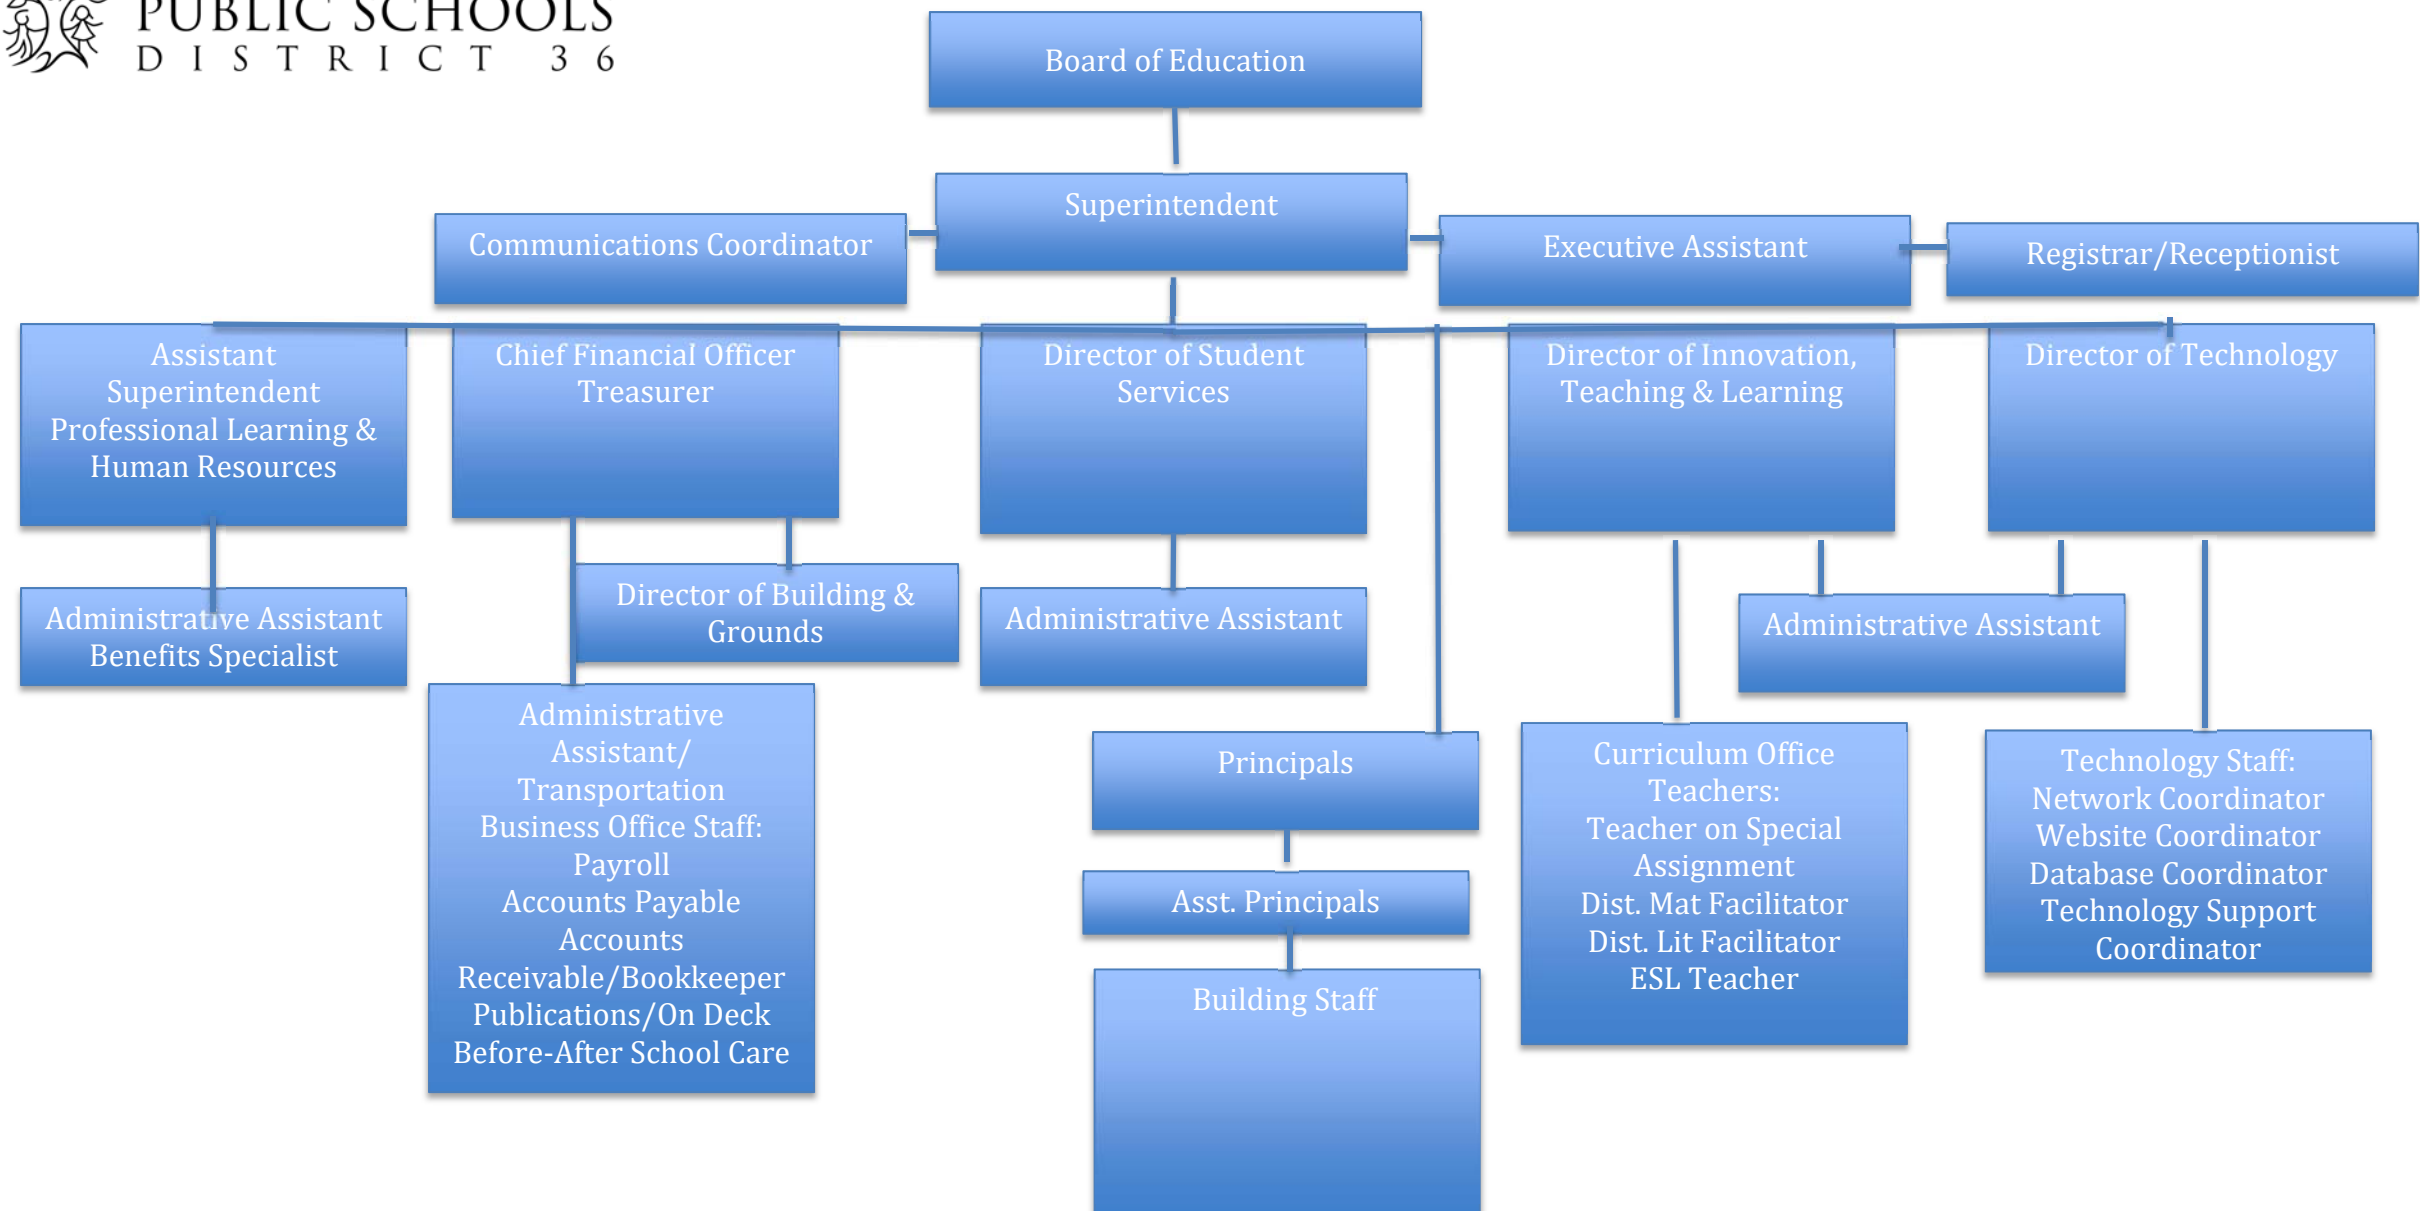 PUBLIC SCHOOLS
DISTRICT 36
Board of Education
Superintendent
Communications Coordinator
Executive Assistant
Registrar/Receptionist
Assistant
Superintendent
Professional Learning &
Human Resources
Chief Financial Officer
Treasurer
Director of Student
Services
Director of Innovation,
Teaching & Learning
Director of Technology
Administrative Assistant
Benefits Specialist
Director of Building &
Grounds
Administrative Assistant
Administrative Assistant
Administrative
Assistant/
Transportation
Business Office Staff:
Payroll
Accounts Payable
Accounts
Receivable/Bookkeeper
Publications/On Deck
Before-After School Care
Principals
Asst. Principals
Building Staff
Curriculum Office
Teachers:
Teacher on Special
Assignment
Dist. Mat Facilitator
Dist. Lit Facilitator
ESL Teacher
Technology Staff:
Network Coordinator
Website Coordinator
Database Coordinator
Technology Support
Coordinator